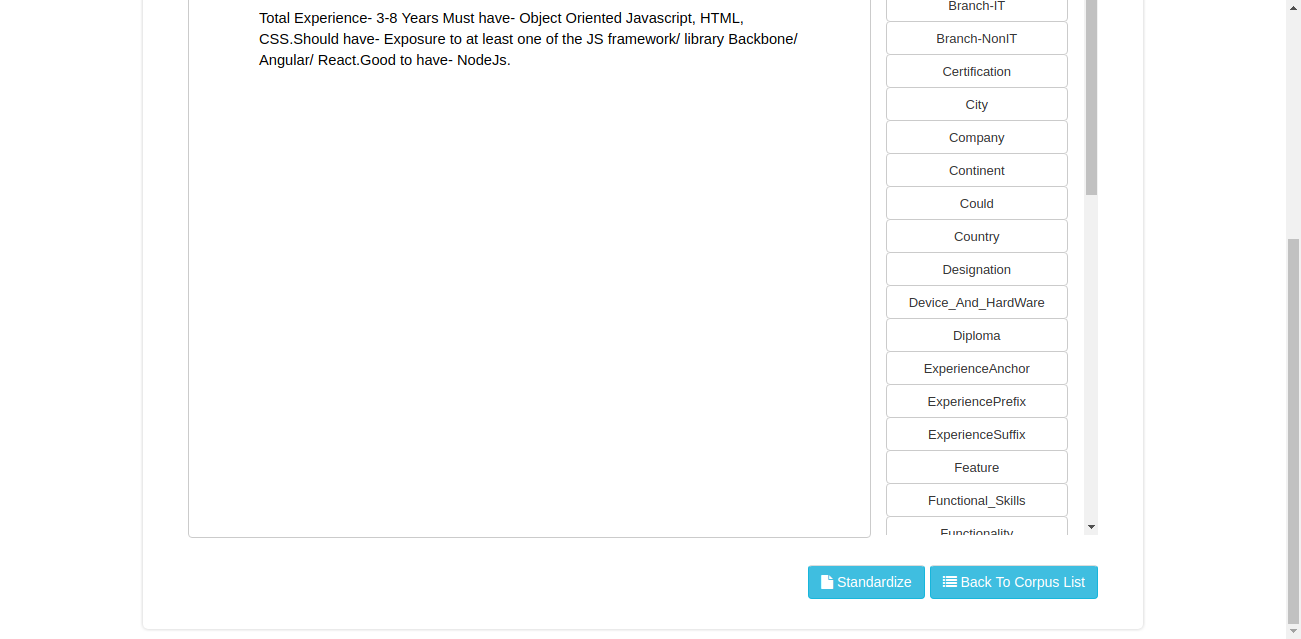 Total Experience- 3-8 Years Must have- Object Oriented Javascript, HTML,
CSS.Should have- Exposure to at least one of the JS framework/ library Backbone/
Angular/ React.Good to have- NodeJs.
Branch-IT
Branch-NonIT
Certification
City
Company
Continent
Could
Country
Designation
Device_And_HardWare
Diploma
ExperienceAnchor
ExperiencePrefix
ExperienceSuffix
Feature
Functional_Skills
Functionality
Standardize
Back To Corpus List